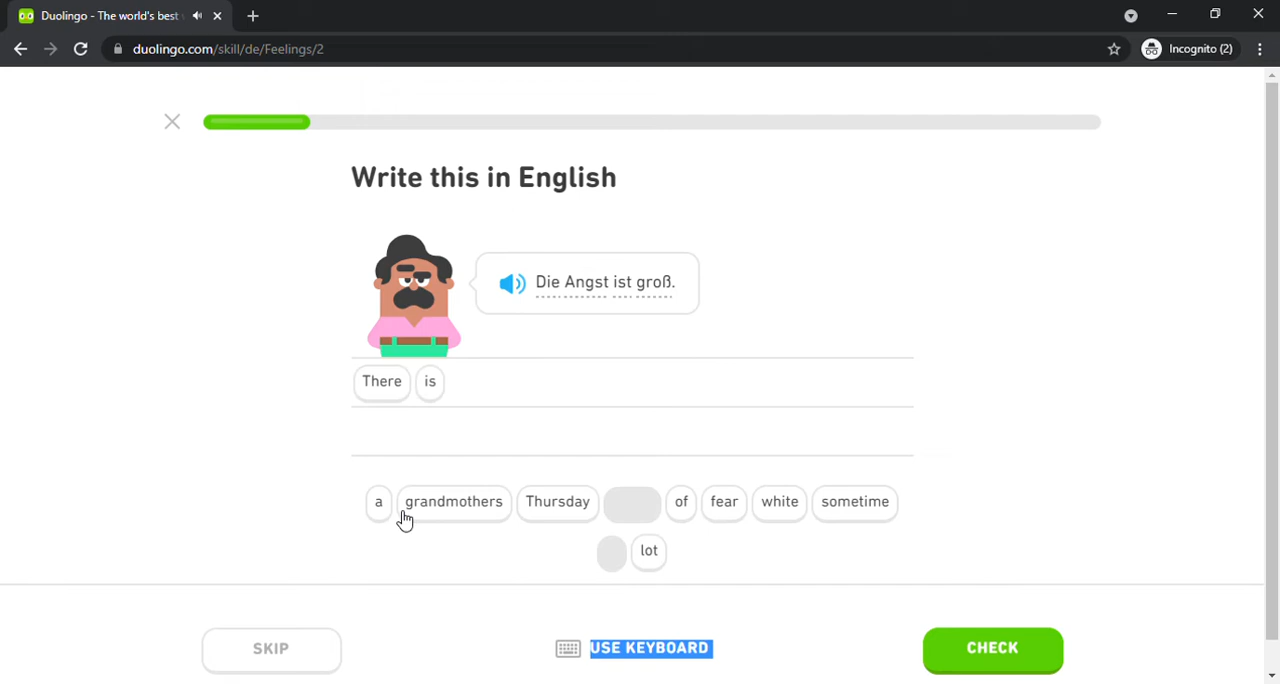 Duolingo - The world's best
duolingo.com/skill/de/Feelings/2
Incognito (2)
Write this in English
Die Angst ist groß.
There is
a grandmothers Thursday of fear white sometime
lot
SKIP
USE KEYBOARD
CHECK